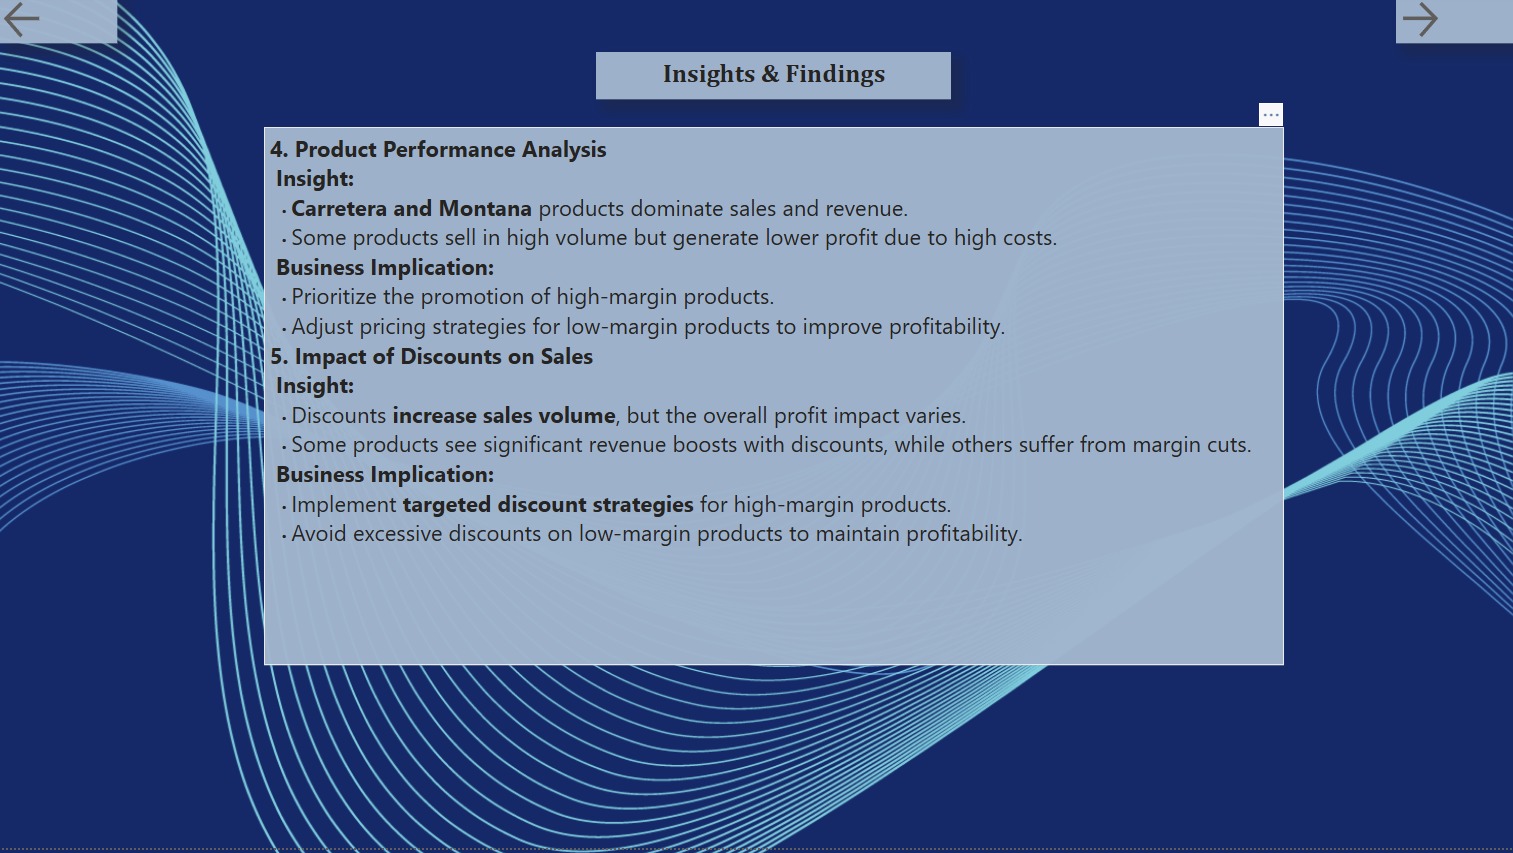 Insights & Findings
...
4. Product Performance Analysis
Insight:
• Carretera and Montana products dominate sales and revenue.
• Some products sell in high volume but generate lower profit due to high costs.
Business Implication:
• Prioritize the promotion of high-margin products.
• Adjust pricing strategies for low-margin products to improve profitability.
5. Impact of Discounts on Sales
Insight:
• Discounts increase sales volume, but the overall profit impact varies.
• Some products see significant revenue boosts with discounts, while others suffer from margin cuts.
Business Implication:
• Implement targeted discount strategies for high-margin products.
• Avoid excessive discounts on low-margin products to maintain profitability.